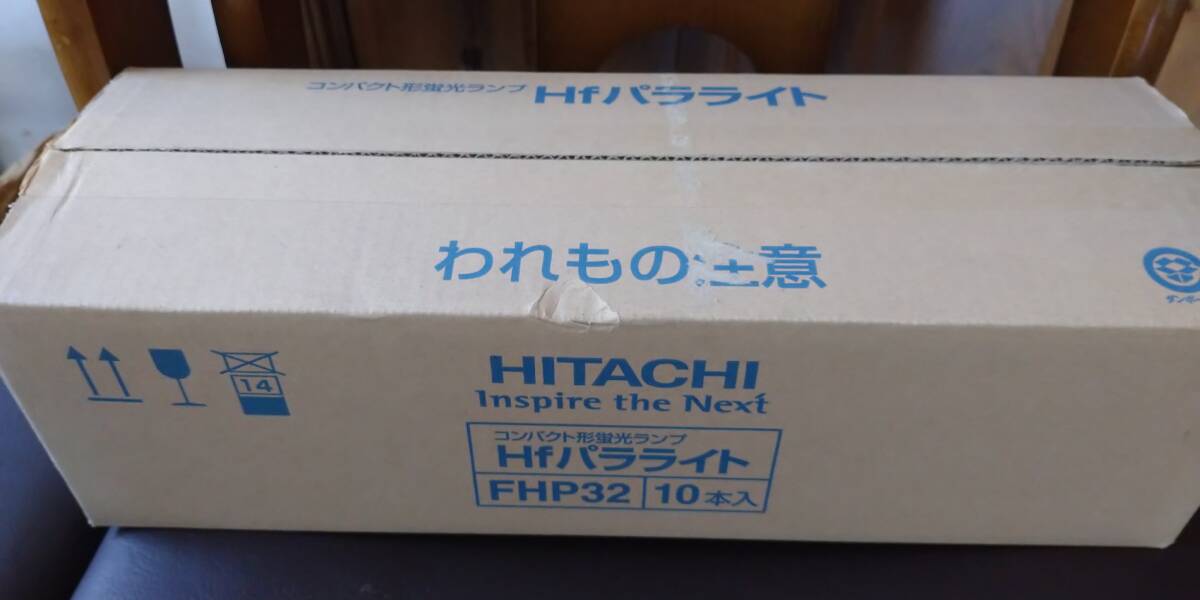 コンパクト形蛍光ランプ Hfパラライト
われもの注意
14
HITACHI
Inspire the Next
コンパクト形蛍光ランプ
Hfパラライト
FHP32 10本入